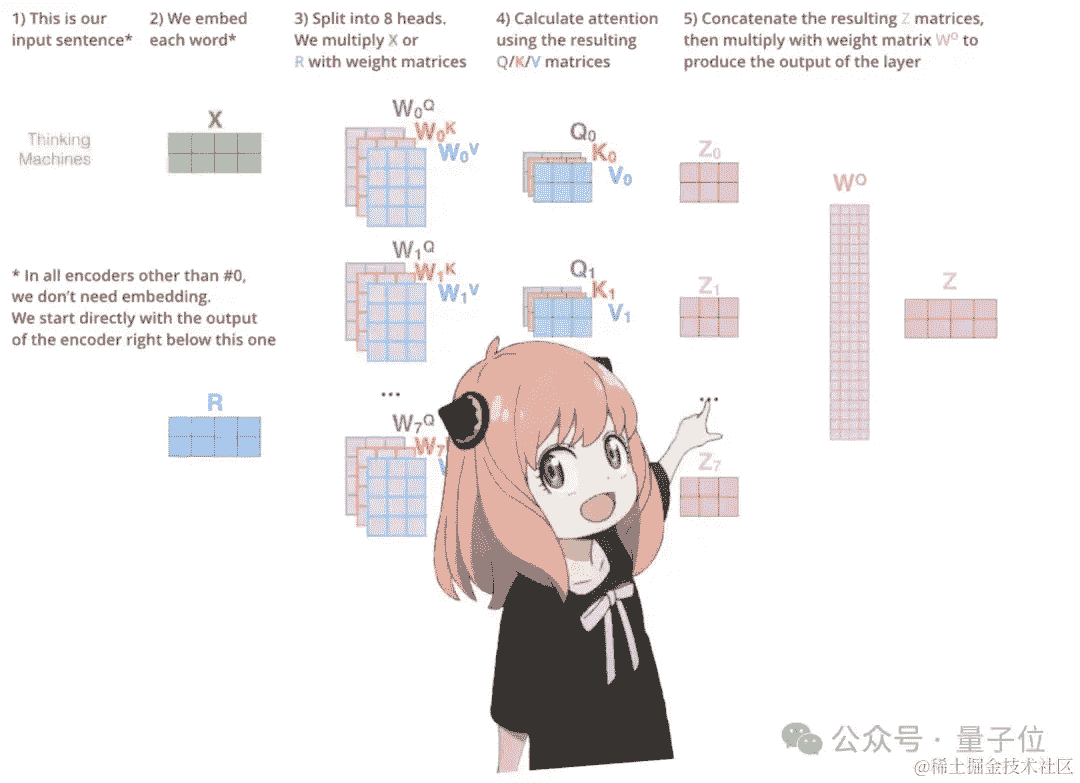 1) This is our
input sentence*
2) We embed
each word*
3) Split into 8 heads.
We multiply X or
R with weight matrices
4) Calculate attention
using the resulting
Q/K/V matrices
5) Concatenate the resulting Z matrices,
then multiply with weight matrix W^O to
produce the output of the layer
Thinking
Machines
X
W₀^Q
W₀^K
W₀^V
Q₀
K₀
V₀
Z₀
W^O
* In all encoders other than #0,
we don’t need embedding.
We start directly with the output
of the encoder right below this one
W₁^Q
W₁^K
W₁^V
Q₁
K₁
V₁
Z₁
Z
R
...
...
W₇^Q
W₇
Z₇
公众号 · 量子位
@稀土掘金技术社区